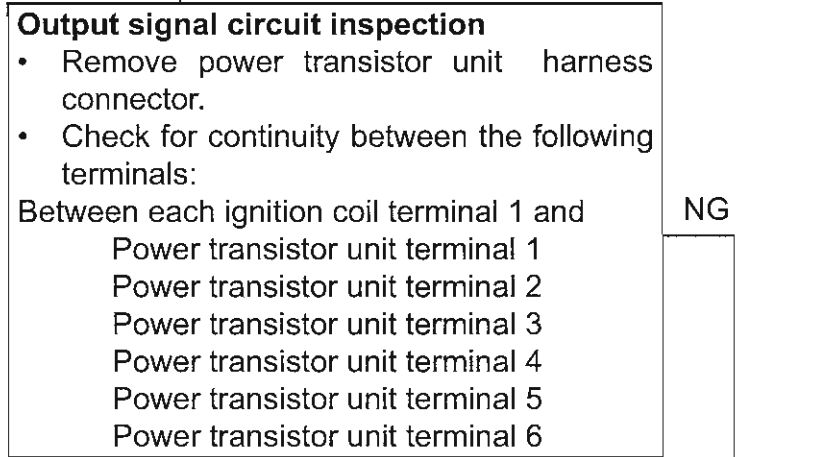 Output signal circuit inspection
• Remove power transistor unit harness
connector.
• Check for continuity between the following
terminals:
Between each ignition coil terminal 1 and
NG
Power transistor unit terminal 1
Power transistor unit terminal 2
Power transistor unit terminal 3
Power transistor unit terminal 4
Power transistor unit terminal 5
Power transistor unit terminal 6